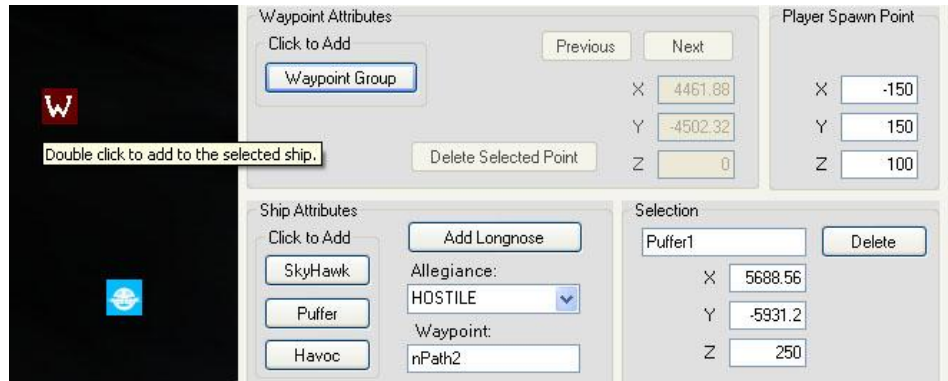 W
Double click to add to the selected ship.
Waypoint Attributes
Click to Add
Waypoint Group
Previous
Next
X 4461.88
Y -4502.32
Z 0
Delete Selected Point
Player Spawn Point
X -150
Y 150
Z 100
Ship Attributes
Click to Add
SkyHawk
Puffer
Havoc
Add Longnose
Allegiance:
HOSTILE
Waypoint:
nPath2
Selection
Puffer1
Delete
X 5688.56
Y -5931.2
Z 250